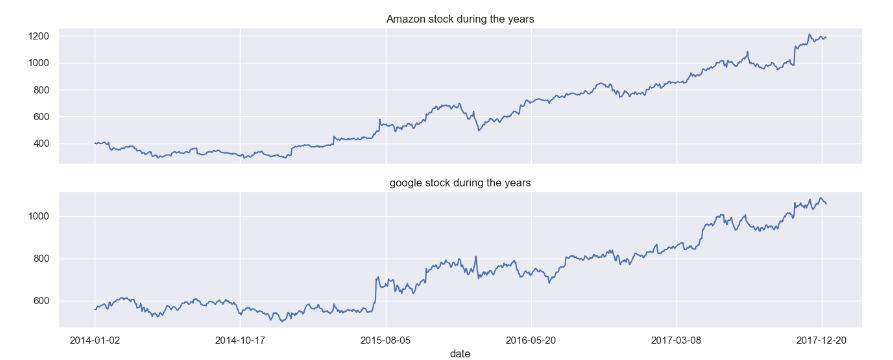 Amazon stock during the years
1200
1000
800
600
400
google stock during the years
1000
800
600
2014-01-02 2014-10-17 2015-08-05 2016-05-20 2017-03-08 2017-12-20
date